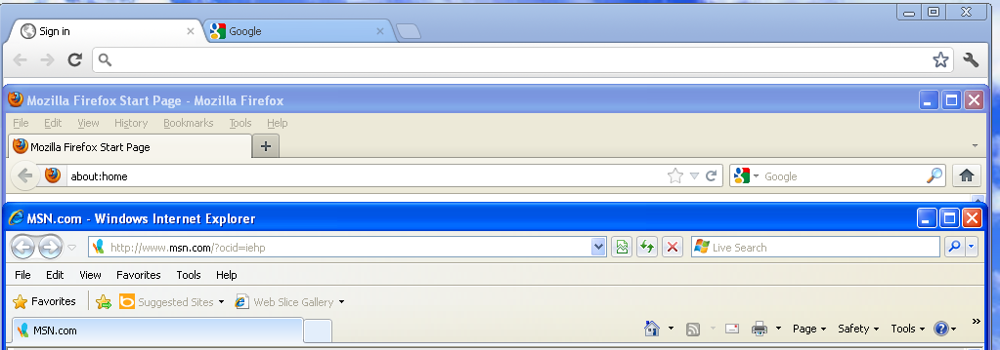 Sign in Google
Mozilla Firefox Start Page - Mozilla Firefox
File Edit View History Bookmarks Tools Help
Mozilla Firefox Start Page
about:home Google
MSN.com - Windows Internet Explorer
http://www.msn.com/?ocid=iehp Live Search
File Edit View Favorites Tools Help
Favorites Suggested Sites Web Slice Gallery
MSN.com Page Safety Tools